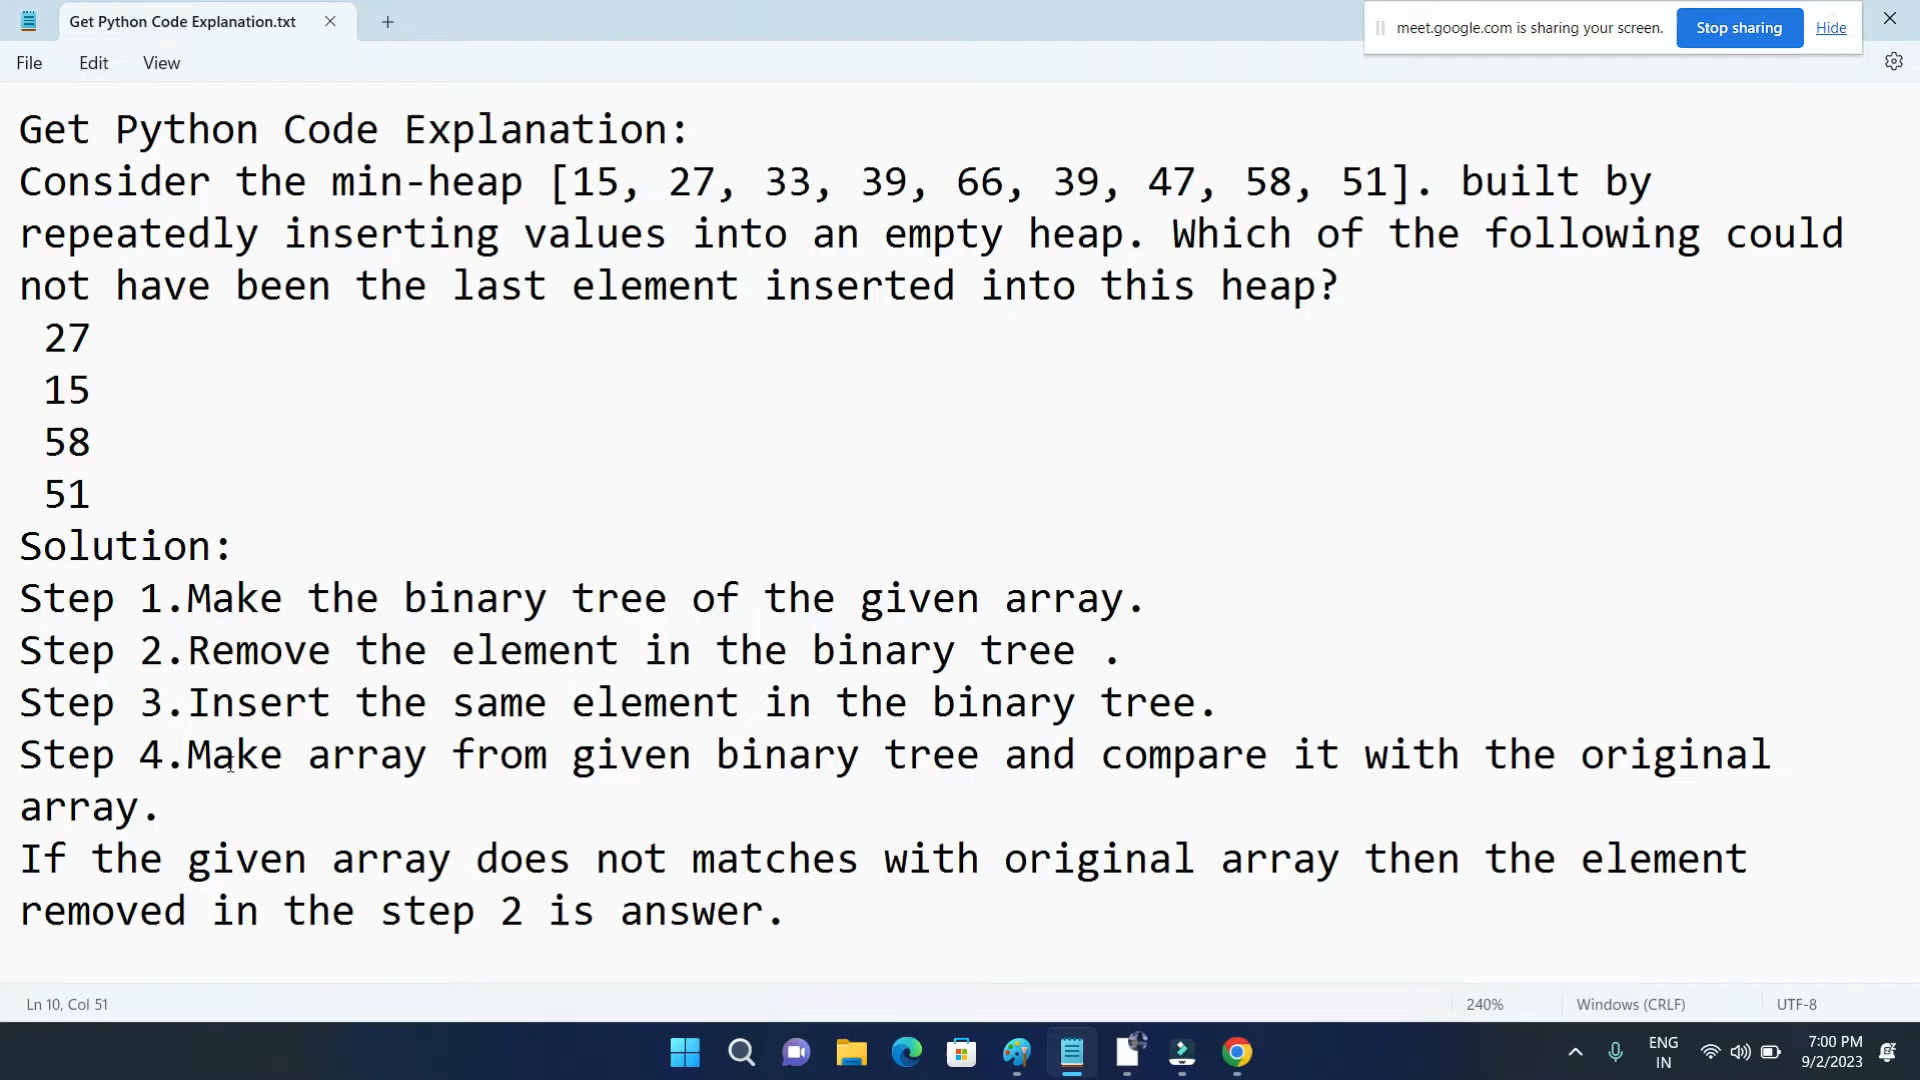 Get Python Code Explanation.txt
meet.google.com is sharing your screen.
Stop sharing
Hide
File Edit View
Get Python Code Explanation:
Consider the min-heap [15, 27, 33, 39, 66, 39, 47, 58, 51]. built by
repeatedly inserting values into an empty heap. Which of the following could
not have been the last element inserted into this heap?
27
15
58
51
Solution:
Step 1.Make the binary tree of the given array.
Step 2.Remove the element in the binary tree .
Step 3.Insert the same element in the binary tree.
Step 4.Make array from given binary tree and compare it with the original
array.
If the given array does not matches with original array then the element
removed in the step 2 is answer.
Ln 10, Col 51
240%
Windows (CRLF)
UTF-8
ENG
IN
7:00 PM
9/2/2023